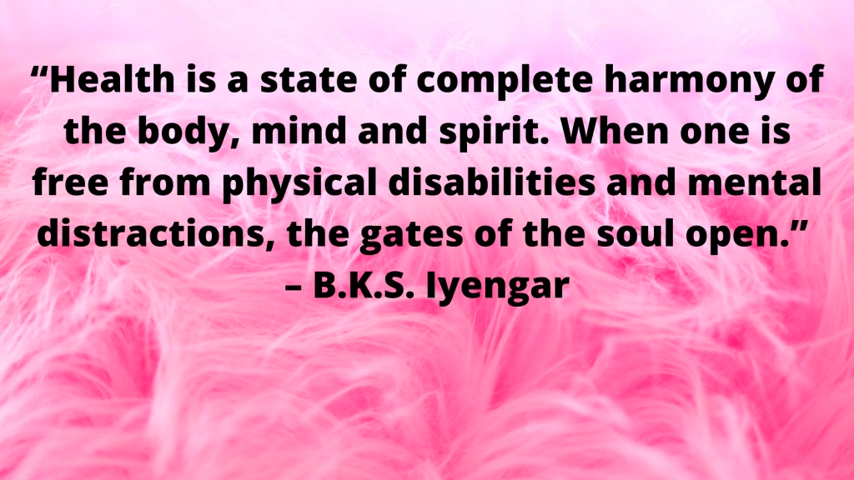 “Health is a state of complete harmony of
the body, mind and spirit. When one is
free from physical disabilities and mental
distractions, the gates of the soul open.”
– B.K.S. Iyengar